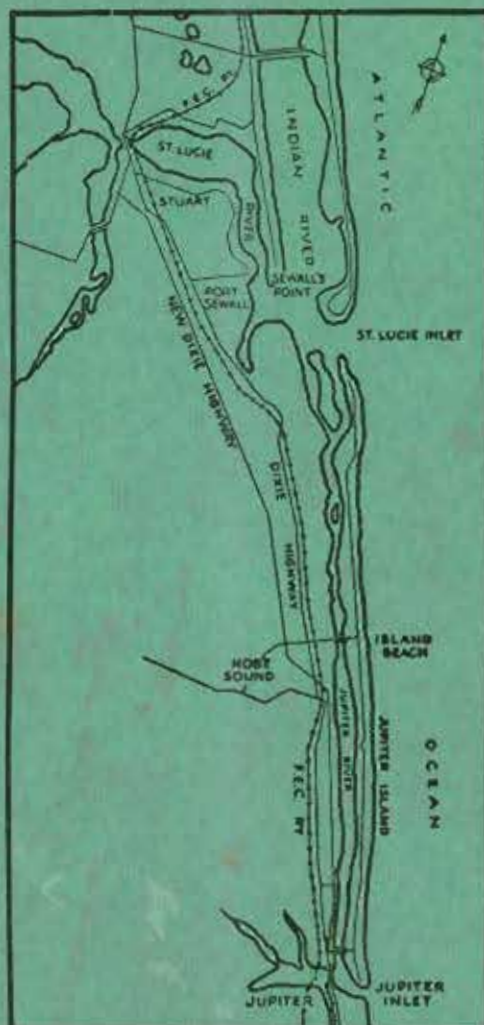 ATLANTIC
F.E.C. RY.
INDIAN RIVER
ST. LUCIE
RIVER
STUART
SEWALL'S
POINT
PORT
SEWALL
ST. LUCIE INLET
NEW DIXIE HIGHWAY
DIXIE
HIGHWAY
ISLAND
BEACH
HOBE
SOUND
JUPITER
RIVER
JUPITER ISLAND
OCEAN
F.E.C. RY
JUPITER
JUPITER
INLET